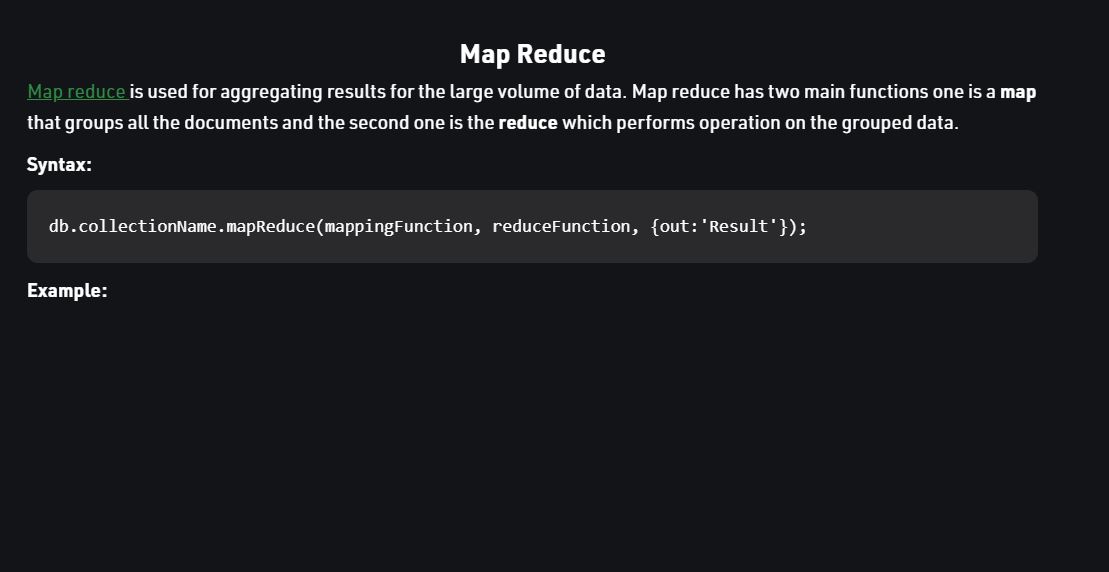 Map Reduce
Map reduce is used for aggregating results for the large volume of data. Map reduce has two main functions one is a map
that groups all the documents and the second one is the reduce which performs operation on the grouped data.
Syntax:
db.collectionName.mapReduce(mappingFunction, reduceFunction, {out:'Result'});
Example: